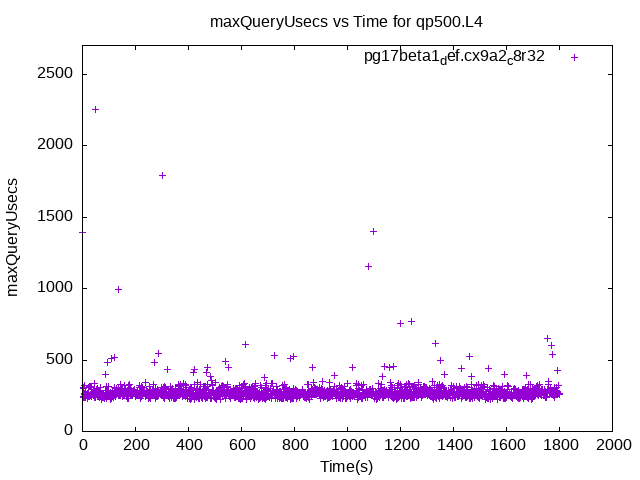 maxQueryUsecs vs Time for qp500.L4
pg17beta1_def.cx9a2_c8r32
2500
2000
1500
1000
500
0
maxQueryUsecs
0 200 400 600 800 1000 1200 1400 1600 1800 2000
Time(s)